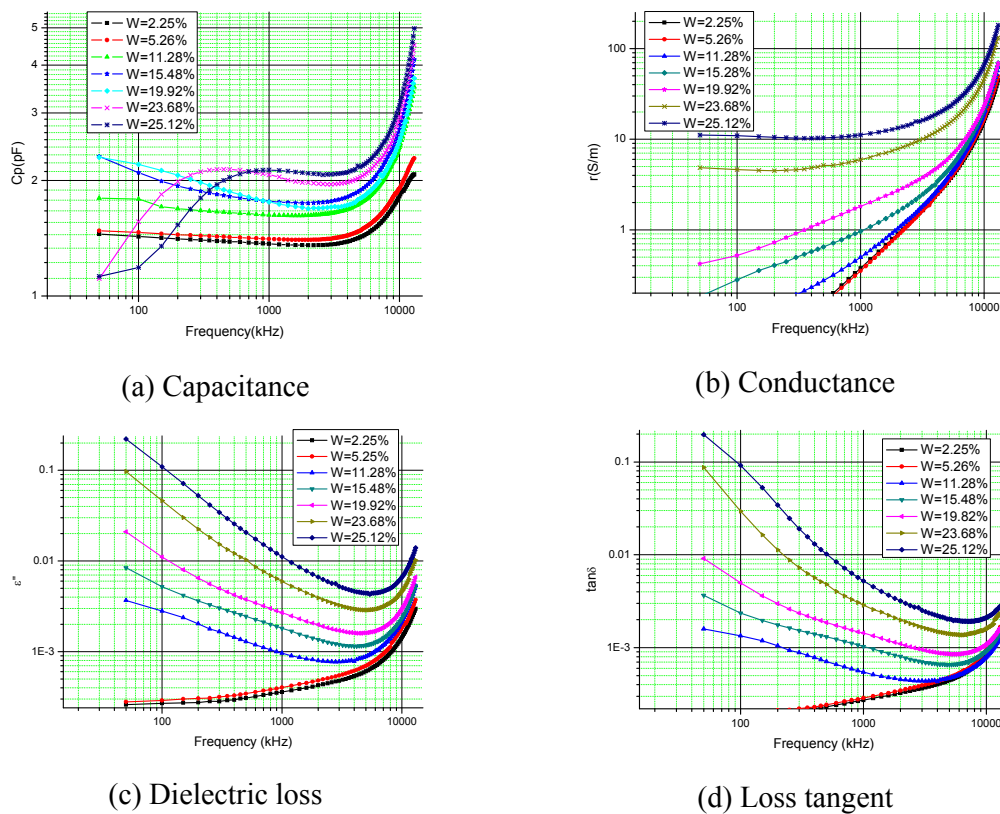 5
4
3
2
1
Cp(pF)
W=2.25%
W=5.26%
W=11.28%
W=15.48%
W=19.92%
W=23.68%
W=25.12%
100
1000
10000
Frequency(kHz)
(a) Capacitance
100
10
1
r(S/m)
W=2.25%
W=5.26%
W=11.28%
W=15.28%
W=19.92%
W=23.68%
W=25.12%
100
1000
10000
Frequency(kHz)
(b) Conductance
0.1
0.01
1E-3
ε"
W=2.25%
W=5.25%
W=11.28%
W=15.48%
W=19.92%
W=23.68%
W=25.12%
100
1000
10000
Frequency (kHz)
(c) Dielectric loss
0.1
0.01
1E-3
tanδ
W=2.25%
W=5.26%
W=11.28%
W=15.48%
W=19.82%
W=23.68%
W=25.12%
100
1000
10000
Frequency (kHz)
(d) Loss tangent